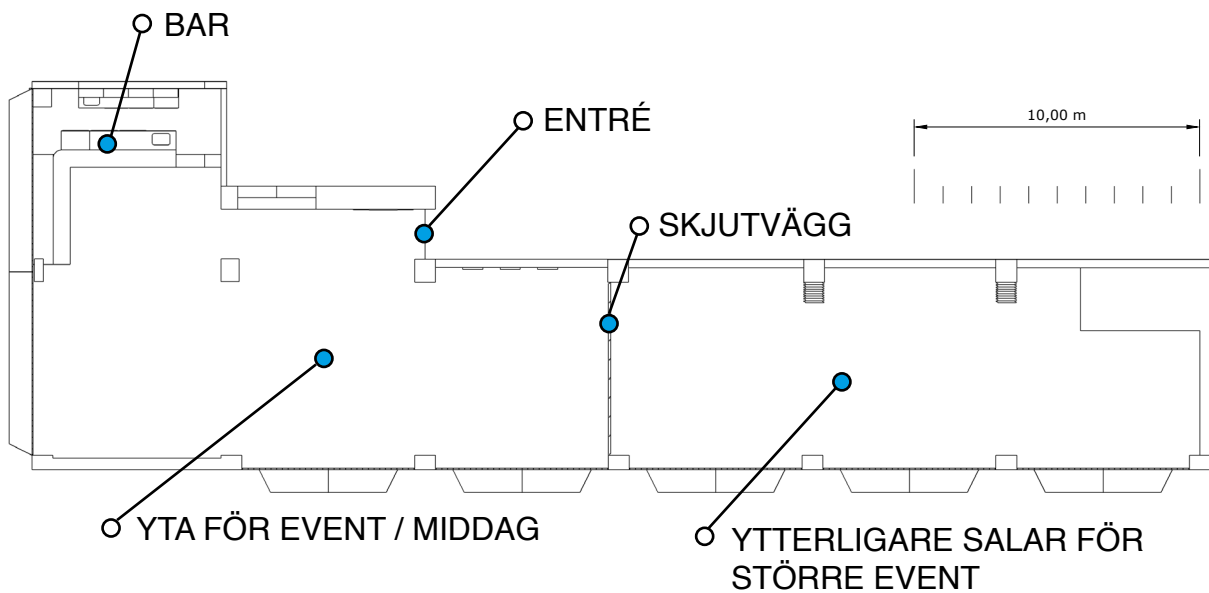 BAR
ENTRÉ
10,00 m
SKJUTVÄGG
YTA FÖR EVENT / MIDDAG
YTTERLIGARE SALAR FÖR
STÖRRE EVENT